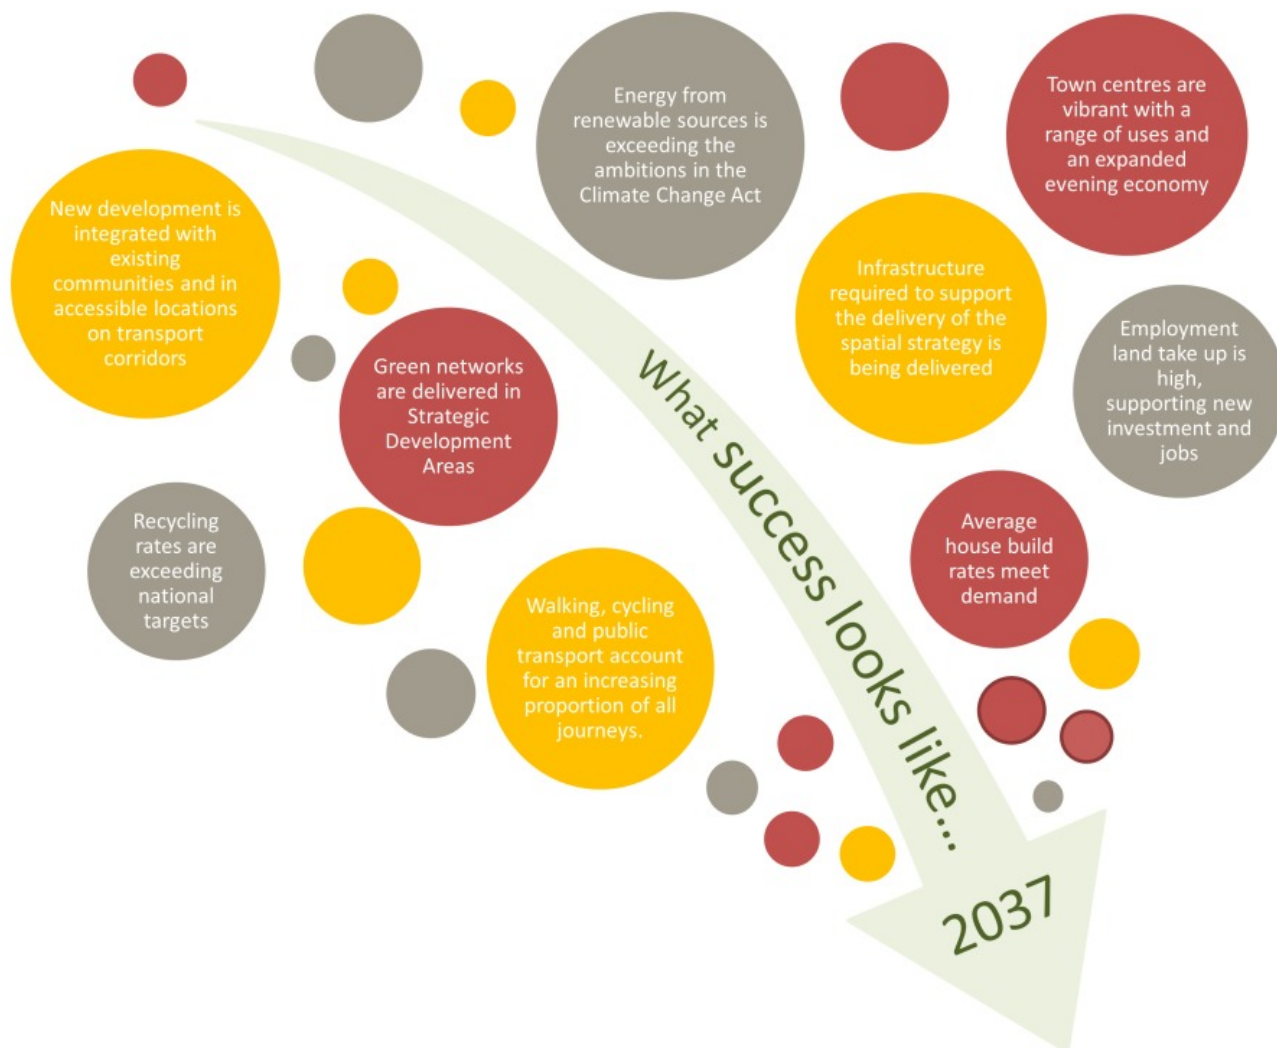 Energy from
renewable sources is
exceeding the
ambitions in the
Climate Change Act
Town centres are
vibrant with a
range of uses and
an expanded
evening economy
New development is
integrated with
existing
communities and in
accessible locations
on transport
corridors
Infrastructure
required to support
the delivery of the
spatial strategy is
being delivered
Employment
land take up is
high,
supporting new
investment and
jobs
Green networks
are delivered in
Strategic
Development
Areas
What success looks like...
Recycling
rates are
exceeding
national
targets
Average
house build
rates meet
demand
Walking, cycling
and public
transport account
for an increasing
proportion of all
journeys.
2037